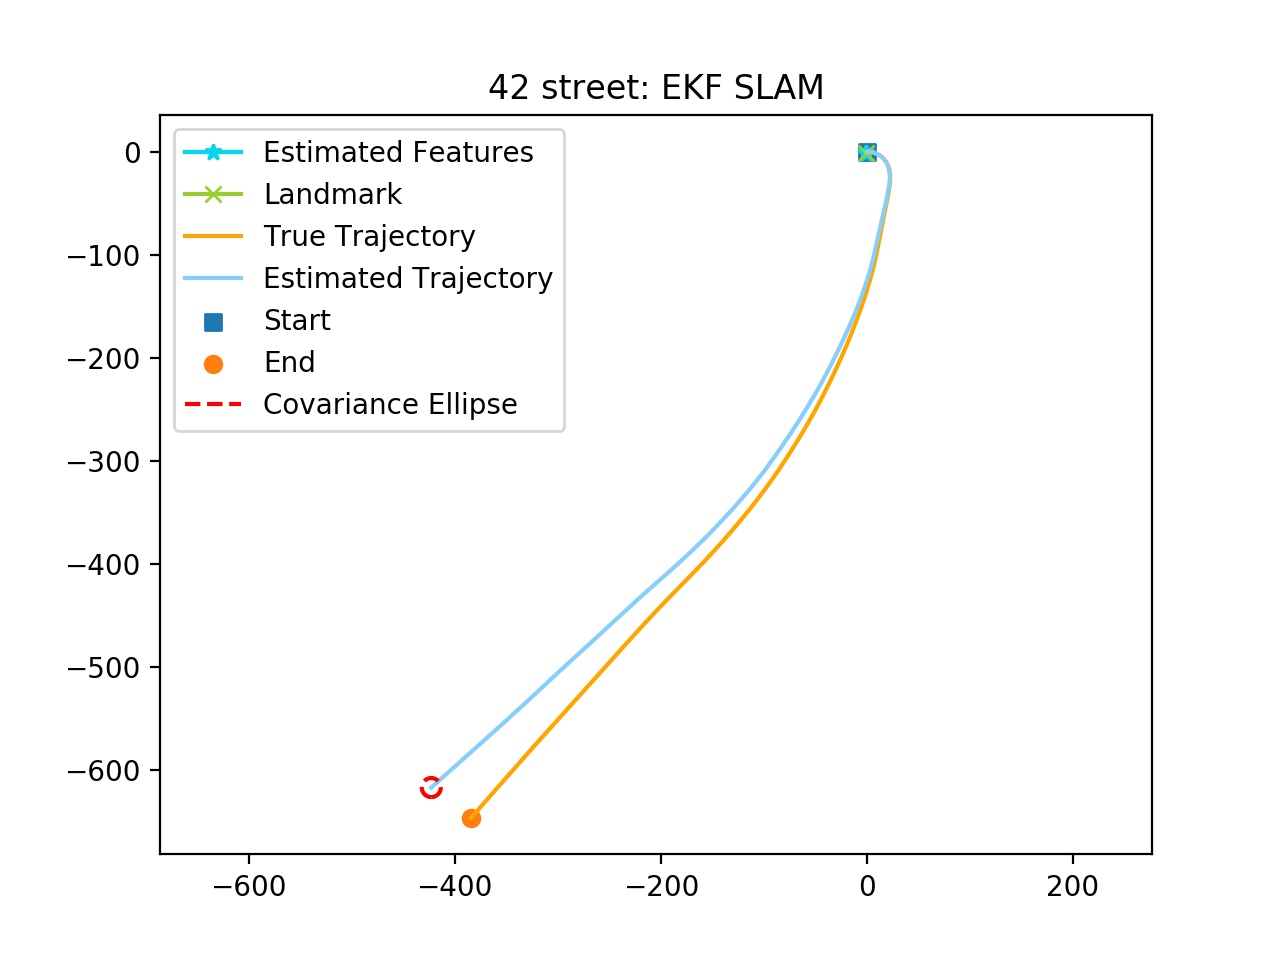 42 street: EKF SLAM
Estimated Features
Landmark
True Trajectory
Estimated Trajectory
Start
End
Covariance Ellipse
0
−100
−200
−300
−400
−500
−600
−600 −400 −200 0 200